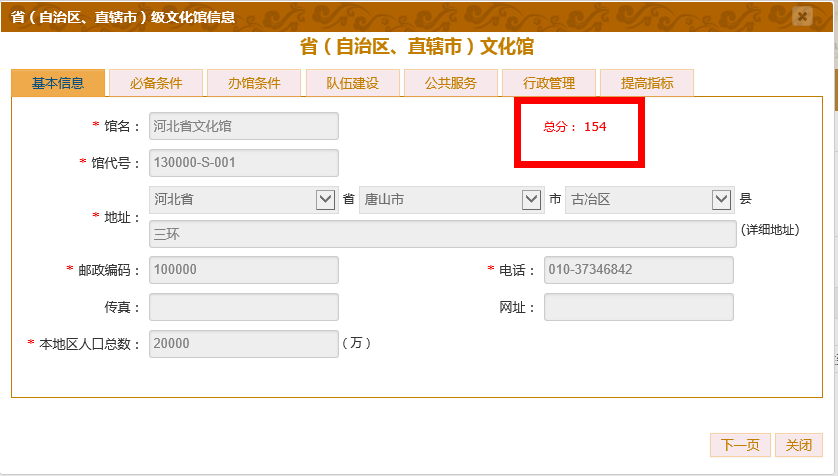 省（自治区、直辖市）级文化馆信息
省（自治区、直辖市）文化馆
基本信息 必备条件 办馆条件 队伍建设 公共服务 行政管理 提高指标
* 馆名： 河北省文化馆 总分： 154
* 馆代号： 130000-S-001
* 地址： 河北省 省 唐山市 市 古冶区 县
三环 (详细地址)
* 邮政编码： 100000 * 电话： 010-37346842
传真： 网址：
* 本地区人口总数： 20000 （万）
下一页 关闭